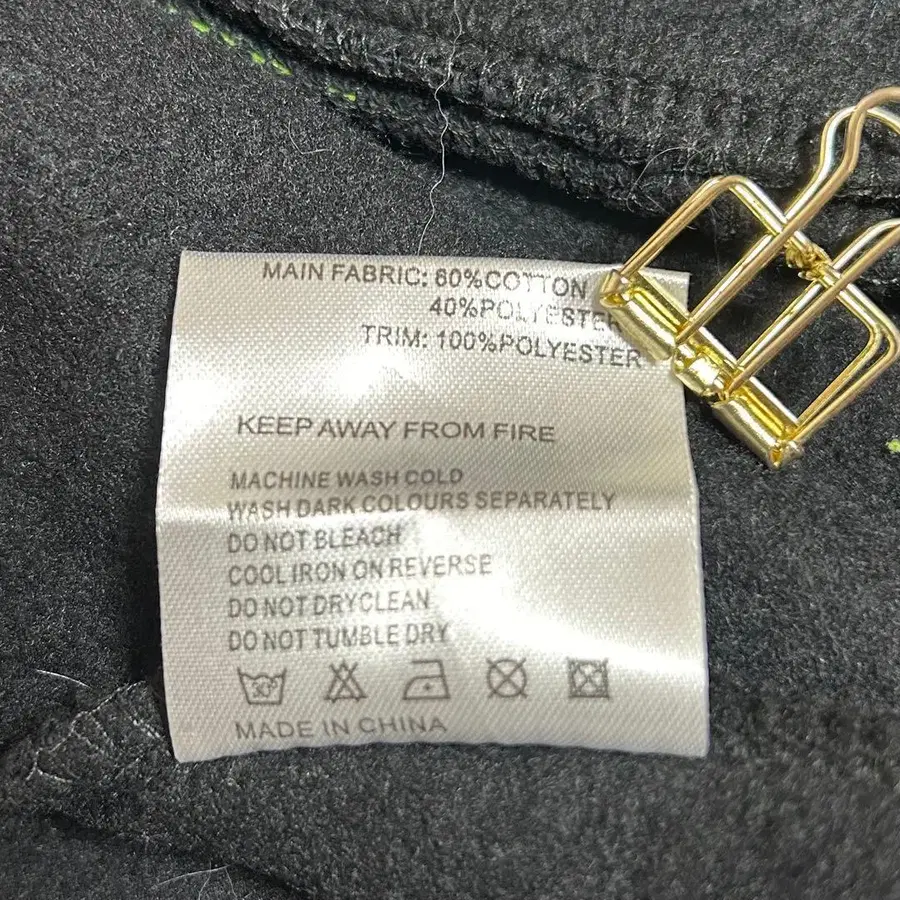 MAIN FABRIC: 60%COTTON
40%POLYESTER
TRIM: 100%POLYESTER
KEEP AWAY FROM FIRE
MACHINE WASH COLD
WASH DARK COLOURS SEPARATELY
DO NOT BLEACH
COOL IRON ON REVERSE
DO NOT DRYCLEAN
DO NOT TUMBLE DRY
30°
MADE IN CHINA